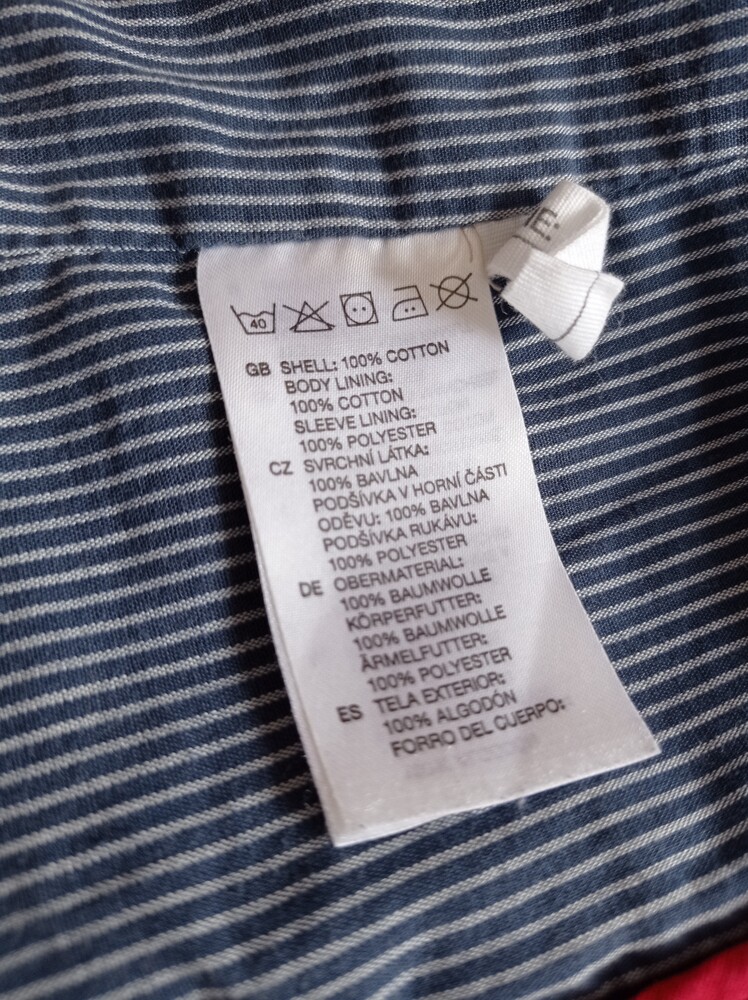 ME:
40
GB SHELL: 100% COTTON
BODY LINING:
100% COTTON
SLEEVE LINING:
100% POLYESTER
CZ SVRCHNÍ LÁTKA:
100% BAVLNA
PODŠÍVKA V HORNÍ ČÁSTI
ODĚVU: 100% BAVLNA
PODŠÍVKA RUKÁVU:
100% POLYESTER
DE OBERMATERIAL:
100% BAUMWOLLE
KÖRPERFUTTER:
100% BAUMWOLLE
ÄRMELFUTTER:
100% POLYESTER
ES TELA EXTERIOR:
100% ALGODÓN
FORRO DEL CUERPO: